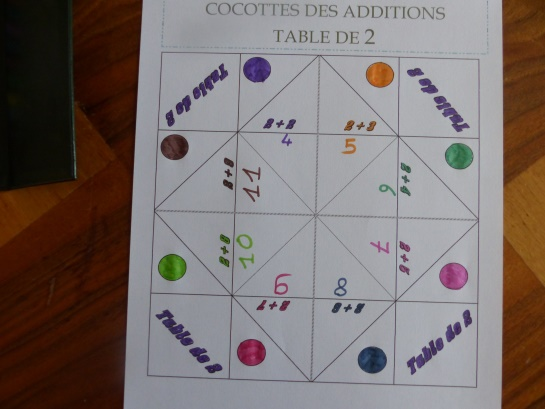 COCOTTES DES ADDITIONS
TABLE DE 2
Table de 2
Table de 2
2+2
2+3
4
5
2+9
11
6
2+4
2+8
10
7
2+5
9
8
2+7
2+6
Table de 2
Table de 2